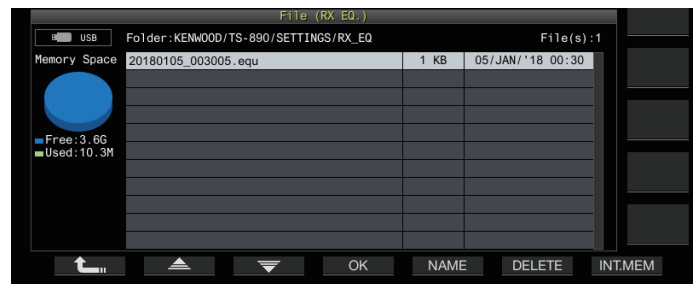 File (RX EQ.)
USB Folder:KENWOOD/TS-890/SETTINGS/RX_EQ File(s):1
Memory Space 20180105_003005.equ 1 KB 05/JAN/'18 00:30
Free:3.6G
Used:10.3M
OK NAME DELETE INT.MEM